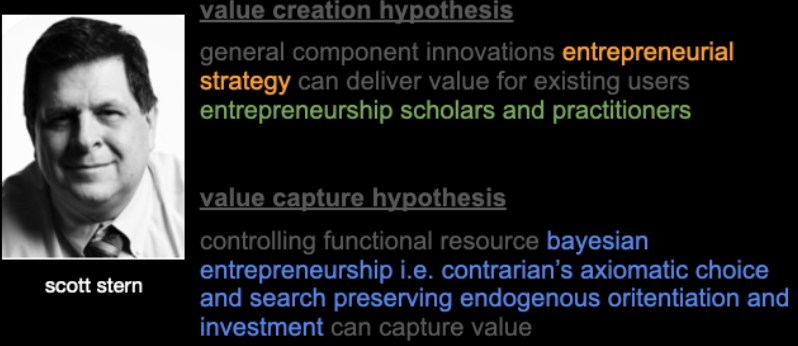 value creation hypothesis
general component innovations entrepreneurial
strategy can deliver value for existing users
entrepreneurship scholars and practitioners
value capture hypothesis
controlling functional resource bayesian
entrepreneurship i.e. contrarian's axiomatic choice
and search preserving endogenous oritentiation and
investment can capture value
scott stern